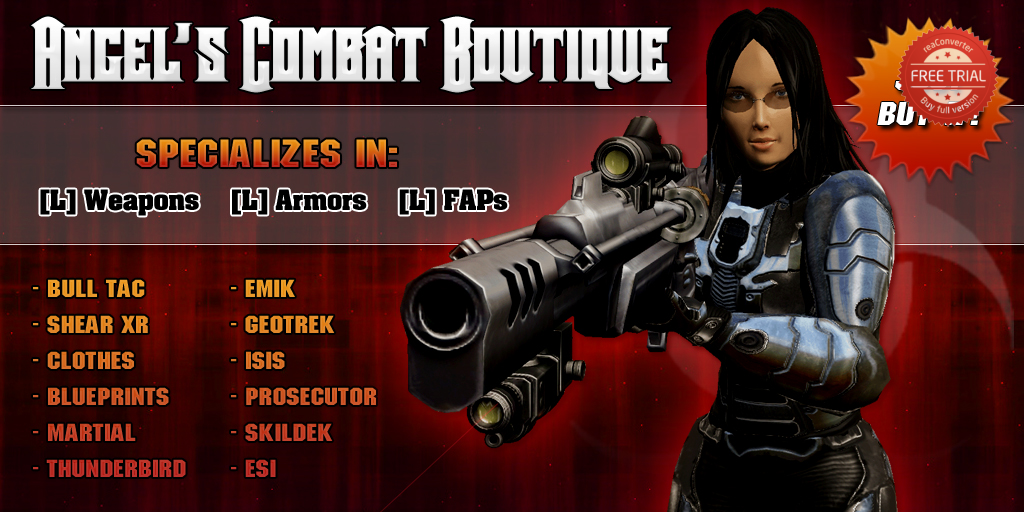 Angel's Combat Boutique
reaConverter
FREE TRIAL
Buy full version
SPECIALIZES IN:
[L] Weapons [L] Armors [L] FAPs
- BULL TAC
- SHEAR XR
- CLOTHES
- BLUEPRINTS
- MARTIAL
- THUNDERBIRD
- EMIK
- GEOTREK
- ISIS
- PROSECUTOR
- SKILDEK
- ESI